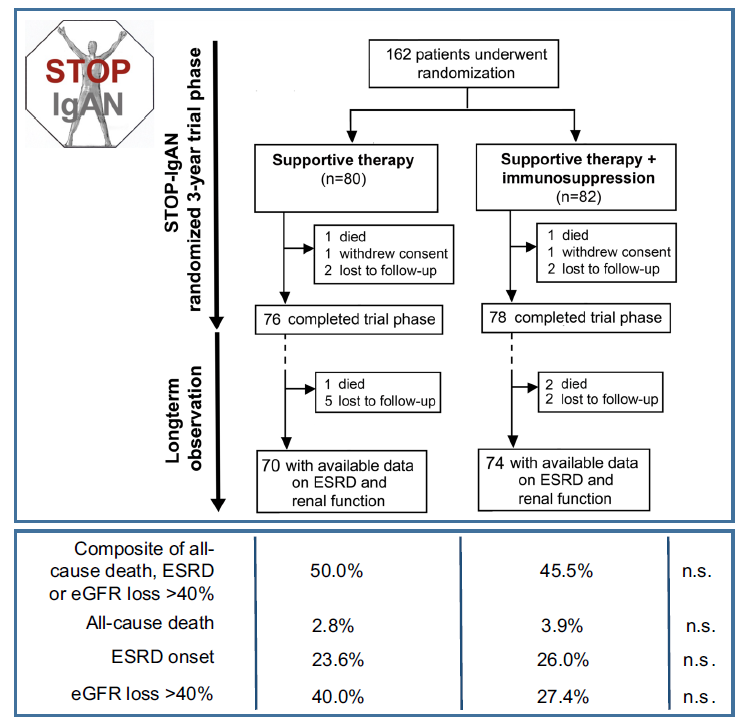 STOP
IgAN
STOP-IgAN
randomized 3-year trial phase
162 patients underwent
randomization
Supportive therapy
(n=80)
Supportive therapy +
immunosuppression
(n=82)
1 died
1 withdrew consent
2 lost to follow-up
1 died
1 withdrew consent
2 lost to follow-up
76 completed trial phase
78 completed trial phase
Longterm
observation
1 died
5 lost to follow-up
2 died
2 lost to follow-up
70 with available data
on ESRD and
renal function
74 with available data
on ESRD and
renal function
Composite of all-
cause death, ESRD
or eGFR loss >40%
50.0%
45.5%
n.s.
All-cause death
2.8%
3.9%
n.s.
ESRD onset
23.6%
26.0%
n.s.
eGFR loss >40%
40.0%
27.4%
n.s.